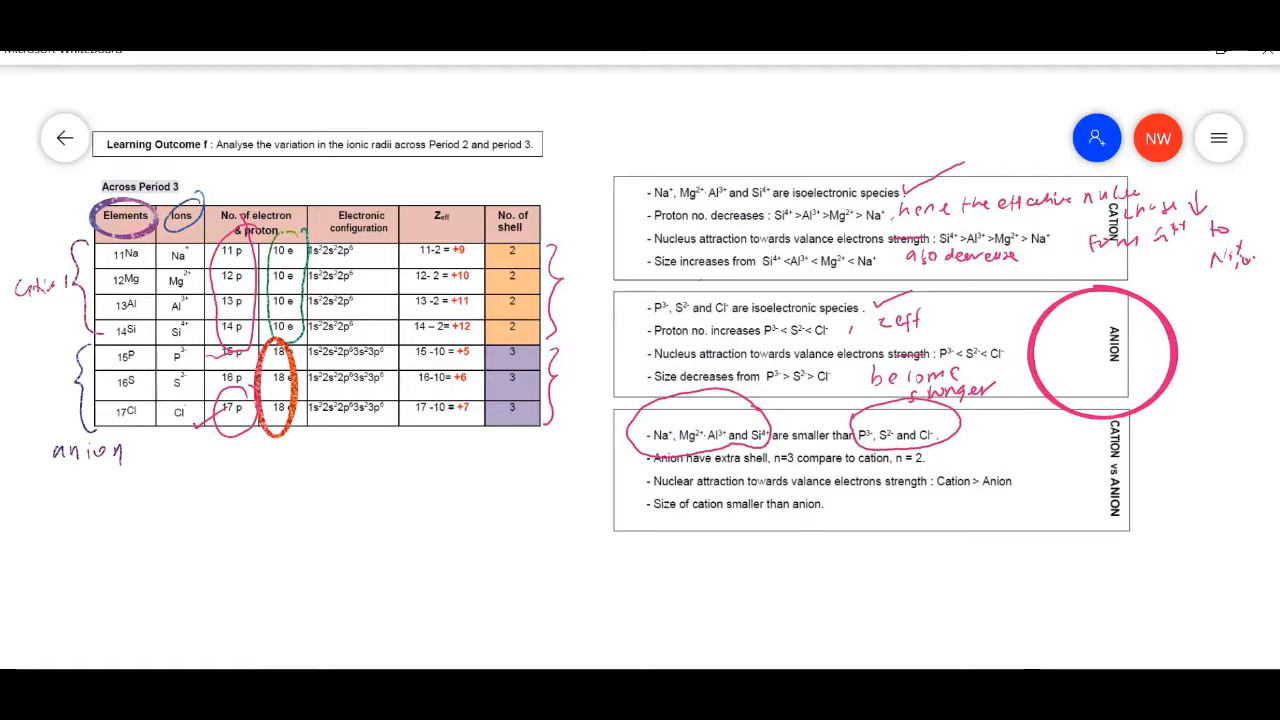 Microsoft Whiteboard
NW
Learning Outcome f : Analyse the variation in the ionic radii across Period 2 and period 3.
Across Period 3
Elements Ions No. of electron & proton Electronic configuration Zeff No. of shell
11Na Na+ 11 p 10 e 1s22s22p6 11-2 = +9 2
12Mg Mg2+ 12 p 10 e 1s22s22p6 12- 2 = +10 2
13Al Al3+ 13 p 10 e 1s22s22p6 13 -2 = +11 2
14Si Si4+ 14 p 10 e 1s22s22p6 14 – 2= +12 2
15P P3- 15 p 18 1s22s22p63s23p6 15 -10 = +5 3
16S S2- 16 p 18 e 1s22s22p63s23p6 16-10= +6 3
17Cl Cl- 17 p 18 e 1s22s22p63s23p6 17 -10 = +7 3
anion
- Na+, Mg2+, Al3+ and Si4+ are isoelectronic species
- Proton no. decreases : Si4+ >Al3+ >Mg2+ > Na+
, hence the effective
- Nucleus attraction towards valance electrons strength : Si4+ >Al3+ >Mg2+ > Na+
also decrease
from to
- Size increases from Si4+ <Al3+ < Mg2+ < Na+
CATION
- P3-, S2- and Cl- are isoelectronic species .
- Proton no. increases P3- < S2- < Cl-
, zeff
- Nucleus attraction towards valance electrons strength : P3- < S2- < Cl-
become stronger
- Size decreases from P3- > S2- > Cl-
ANION
- Na+, Mg2+, Al3+ and Si4+ are smaller than P3-, S2- and Cl- .
- Anion have extra shell, n=3 compare to cation, n = 2.
- Nuclear attraction towards valance electrons strength : Cation > Anion
- Size of cation smaller than anion.
CATION vs ANION